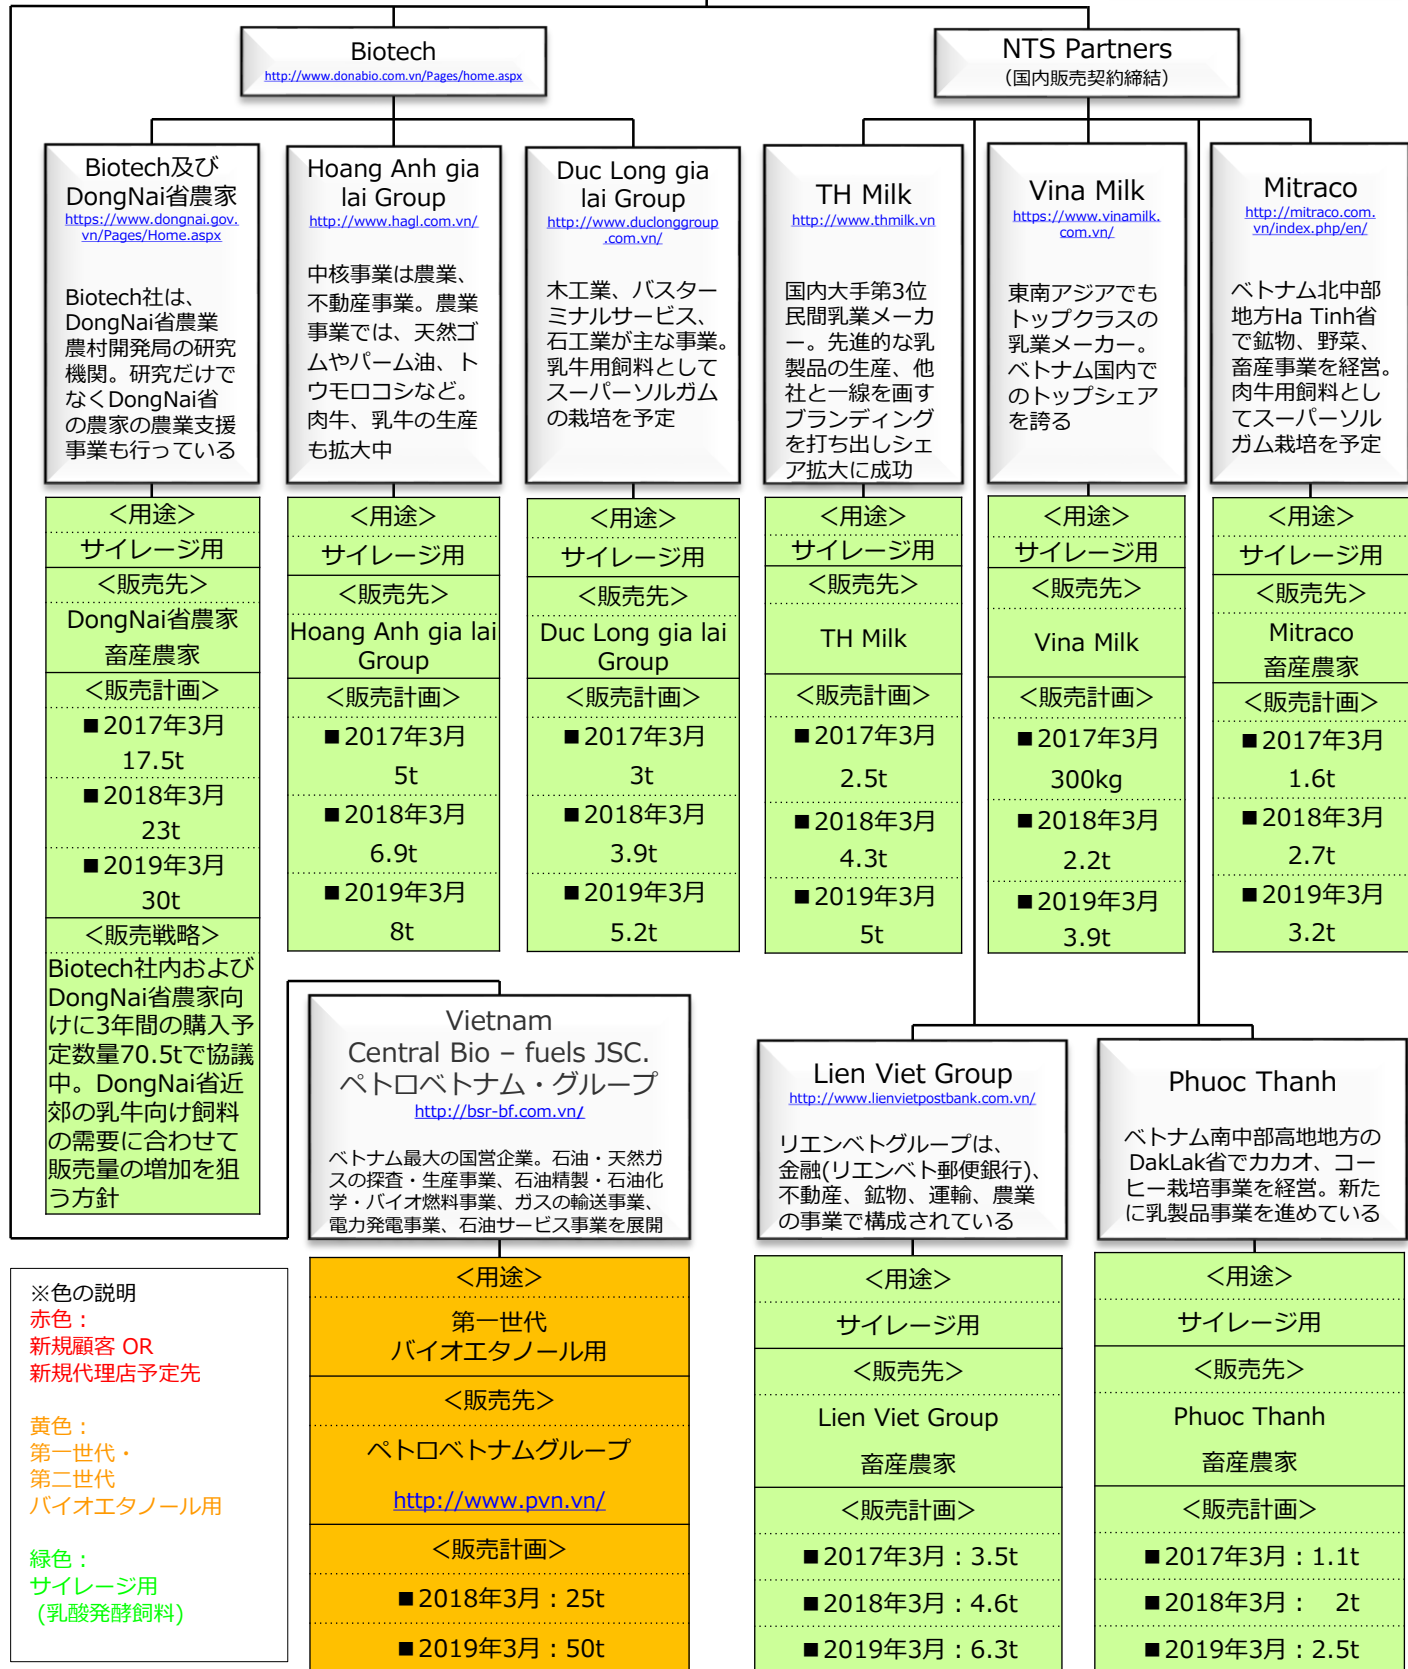 Biotech
http://www.donabio.com.vn/Pages/home.aspx
NTS Partners
（国内販売契約締結）
Biotech及び
DongNai省農家
https://www.dongnai.gov.
vn/Pages/Home.aspx
Biotech社は、
DongNai省農業
農村開発局の研究
機関。研究だけで
なくDongNai省
の農家の農業支援
事業も行っている
Hoang Anh gia
lai Group
http://www.hagl.com.vn/
中核事業は農業、
不動産事業。農業
事業では、天然ゴ
ムやパーム油、ト
ウモロコシなど。
肉牛、乳牛の生産
も拡大中
Duc Long gia
lai Group
http://www.duclonggroup
.com.vn/
木工業、バスター
ミナルサービス、
石工業が主な事業。
乳牛用飼料として
スーパーソルガム
の栽培を予定
TH Milk
http://www.thmilk.vn
国内大手第3位
民間乳業メーカ
ー。先進的な乳
製品の生産、他
社と一線を画す
ブランディング
を打ち出しシェ
ア拡大に成功
Vina Milk
https://www.vinamilk.
com.vn/
東南アジアでも
トップクラスの
乳業メーカー。
ベトナム国内で
のトップシェア
を誇る
Mitraco
http://mitraco.com.
vn/index.php/en/
ベトナム北中部
地方Ha Tinh省
で鉱物、野菜、
畜産事業を経営。
肉牛用飼料とし
てスーパーソル
ガム栽培を予定
＜用途＞
サイレージ用
＜販売先＞
DongNai省農家
畜産農家
＜販売計画＞
■2017年3月
17.5t
■2018年3月
23t
■2019年3月
30t
＜販売戦略＞
Biotech社内および
DongNai省農家向
けに3年間の購入予
定数量70.5tで協議
中。DongNai省近
郊の乳牛向け飼料
の需要に合わせて
販売量の増加を狙
う方針
＜用途＞
サイレージ用
＜販売先＞
Hoang Anh gia lai
Group
＜販売計画＞
■2017年3月
5t
■2018年3月
6.9t
■2019年3月
8t
＜用途＞
サイレージ用
＜販売先＞
Duc Long gia lai
Group
＜販売計画＞
■2017年3月
3t
■2018年3月
3.9t
■2019年3月
5.2t
＜用途＞
サイレージ用
＜販売先＞
TH Milk
＜販売計画＞
■2017年3月
2.5t
■2018年3月
4.3t
■2019年3月
5t
＜用途＞
サイレージ用
＜販売先＞
Vina Milk
＜販売計画＞
■2017年3月
300kg
■2018年3月
2.2t
■2019年3月
3.9t
＜用途＞
サイレージ用
＜販売先＞
Mitraco
畜産農家
＜販売計画＞
■2017年3月
1.6t
■2018年3月
2.7t
■2019年3月
3.2t
Vietnam
Central Bio – fuels JSC.
ペトロベトナム・グループ
http://bsr-bf.com.vn/
ベトナム最大の国営企業。石油・天然ガ
スの探査・生産事業、石油精製・石油化
学・バイオ燃料事業、ガスの輸送事業、
電力発電事業、石油サービス事業を展開
Lien Viet Group
http://www.lienvietpostbank.com.vn/
リエンベトグループは、
金融(リエンベト郵便銀行)、
不動産、鉱物、運輸、農業
の事業で構成されている
Phuoc Thanh
ベトナム南中部高地地方の
DakLak省でカカオ、コー
ヒー栽培事業を経営。新た
に乳製品事業を進めている
※色の説明
赤色：
新規顧客 OR
新規代理店予定先
黄色：
第一世代・
第二世代
バイオエタノール用
緑色：
サイレージ用
(乳酸発酵飼料)
＜用途＞
第一世代
バイオエタノール用
＜販売先＞
ペトロベトナムグループ
http://www.pvn.vn/
＜販売計画＞
■2018年3月：25t
■2019年3月：50t
＜用途＞
サイレージ用
＜販売先＞
Lien Viet Group
畜産農家
＜販売計画＞
■2017年3月：3.5t
■2018年3月：4.6t
■2019年3月：6.3t
＜用途＞
サイレージ用
＜販売先＞
Phuoc Thanh
畜産農家
＜販売計画＞
■2017年3月：1.1t
■2018年3月：　2t
■2019年3月：2.5t